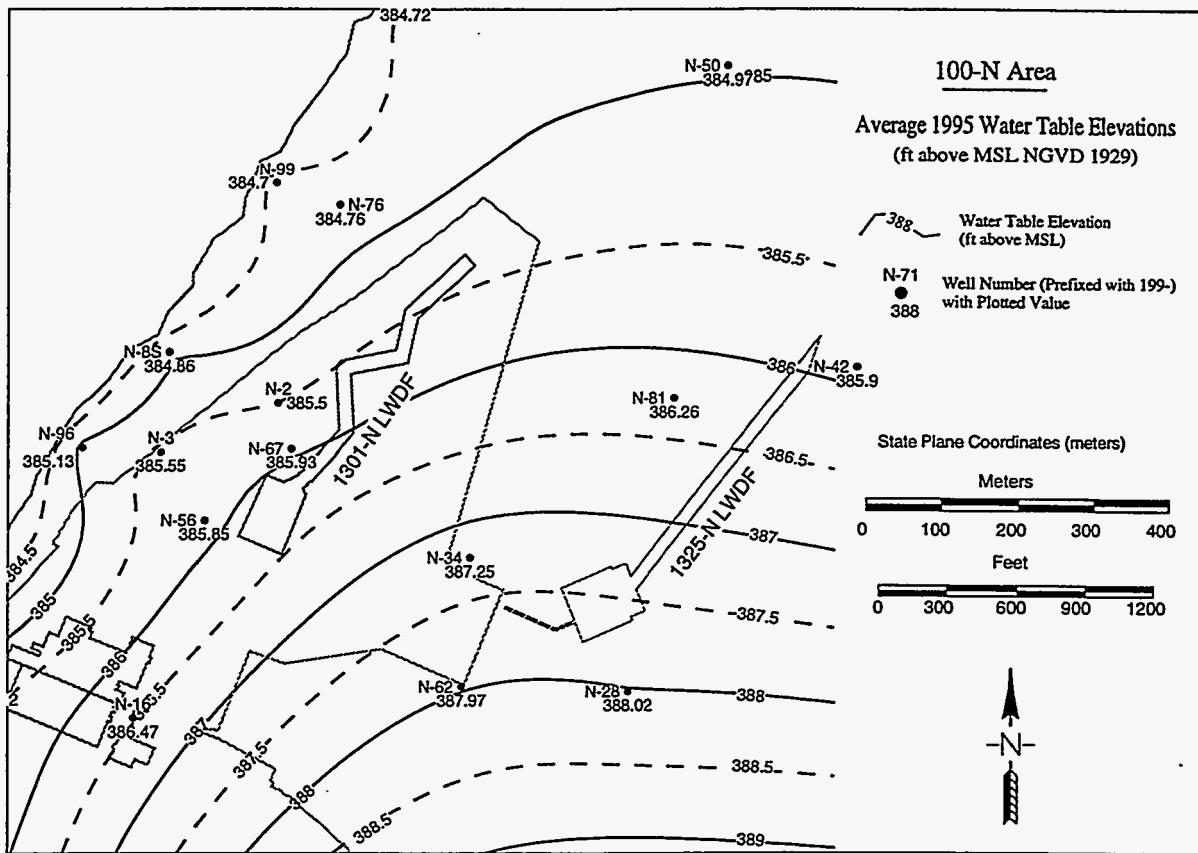 384.72
N-50
384.97
385
100-N Area
Average 1995 Water Table Elevations
(ft above MSL NGVD 1929)
N-99
384.7
N-76
384.76
388
Water Table Elevation
(ft above MSL)
385.5
N-71
388
Well Number (Prefixed with 199-)
with Plotted Value
N-8S
384.86
386
N-42
385.9
N-2
385.5
N-81
386.26
N-96
385.13
N-3
385.55
N-67
385.93
1301-N LWDF
386.5
State Plane Coordinates (meters)
Meters
0 100 200 300 400
N-56
385.85
387
1325-N LWDF
N-34
387.25
Feet
0 300 600 900 1200
384.5
385
385.5
387.5
386
N-62
387.97
N-28
388.02
388
2
N-16
386.47
386.5
387
387.5
388.5
-N-
388
388.5
389